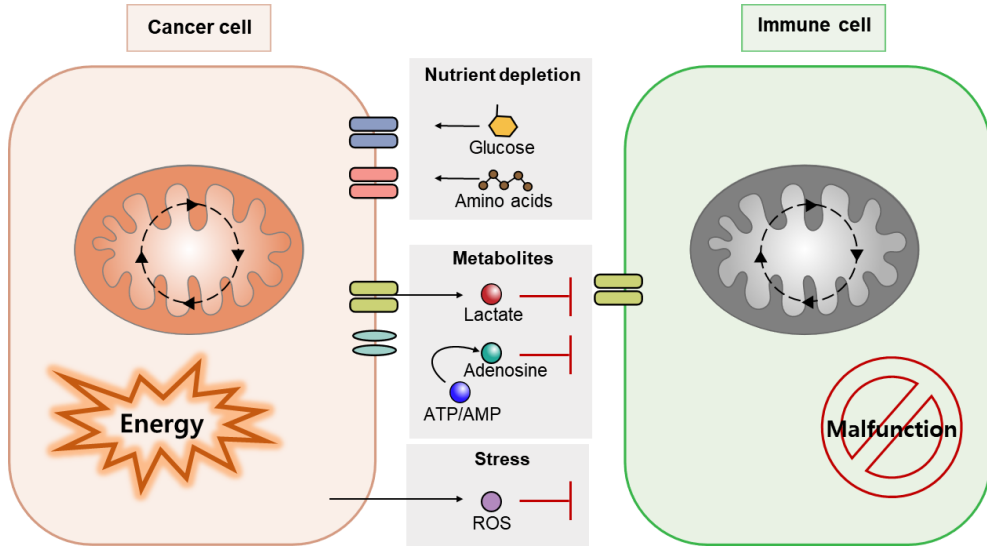 Cancer cell
Immune cell
Nutrient depletion
Glucose
Amino acids
Metabolites
Lactate
Adenosine
ATP/AMP
Energy
Malfunction
Stress
ROS